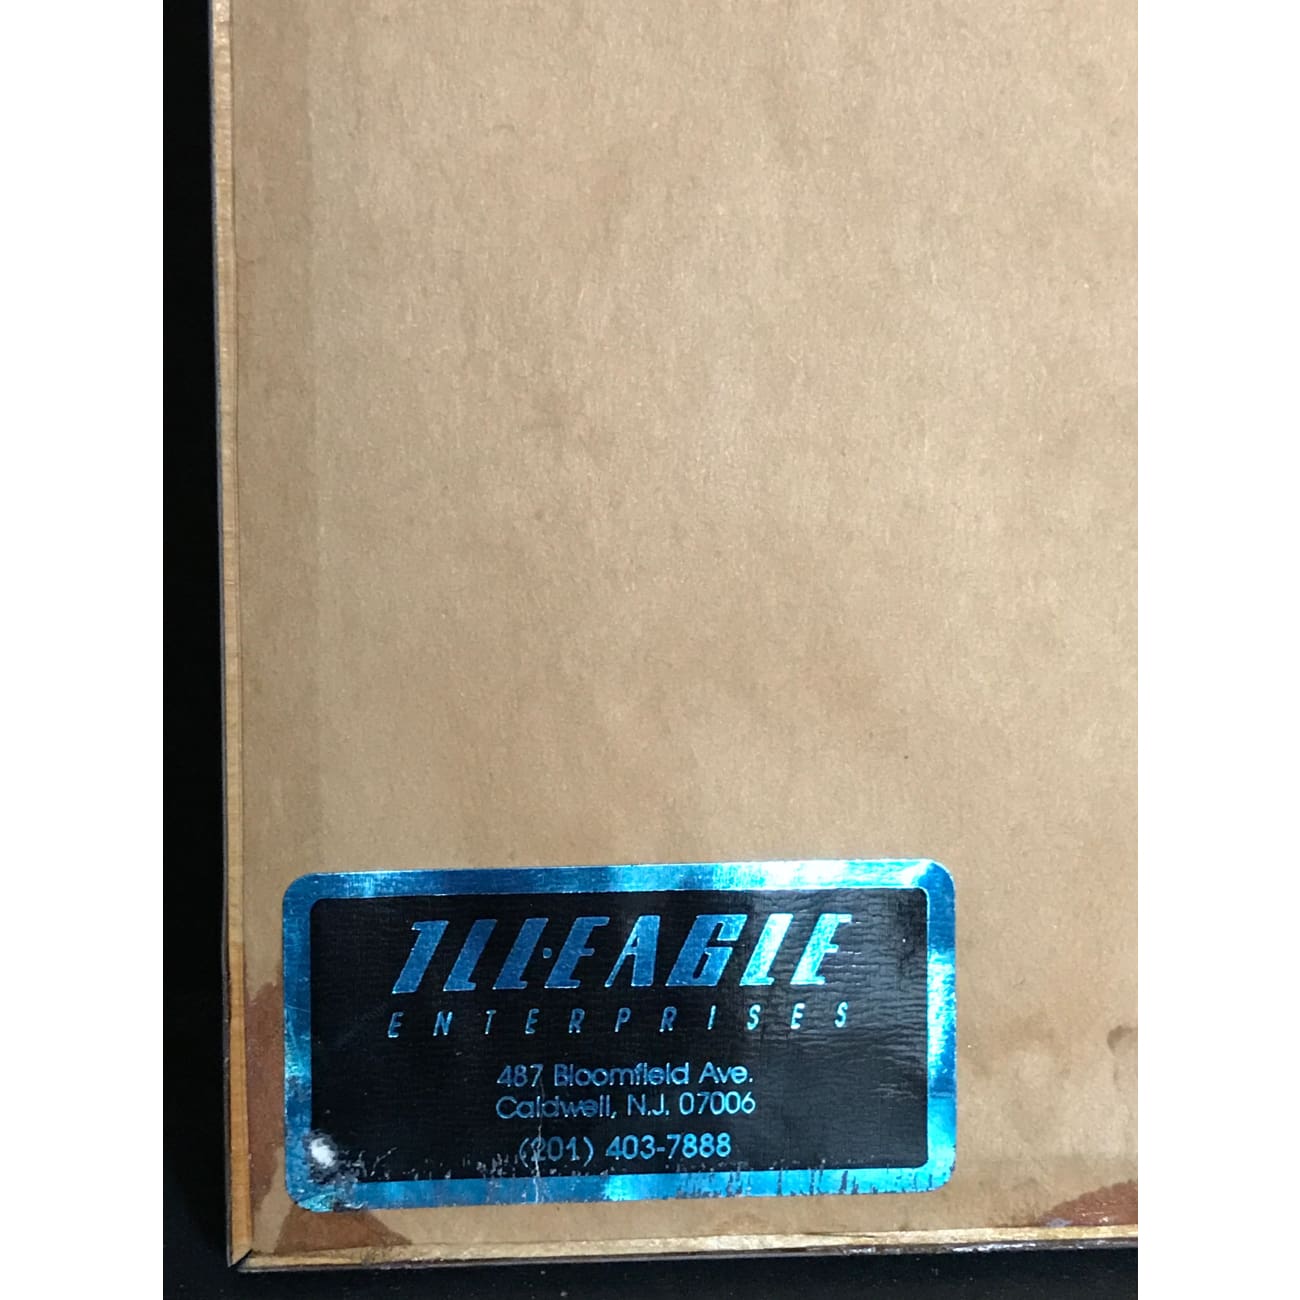 ILL·EAGLE
ENTERPRISES
487 Bloomfield Ave.
Caldwell, N.J. 07006
(201) 403-7888